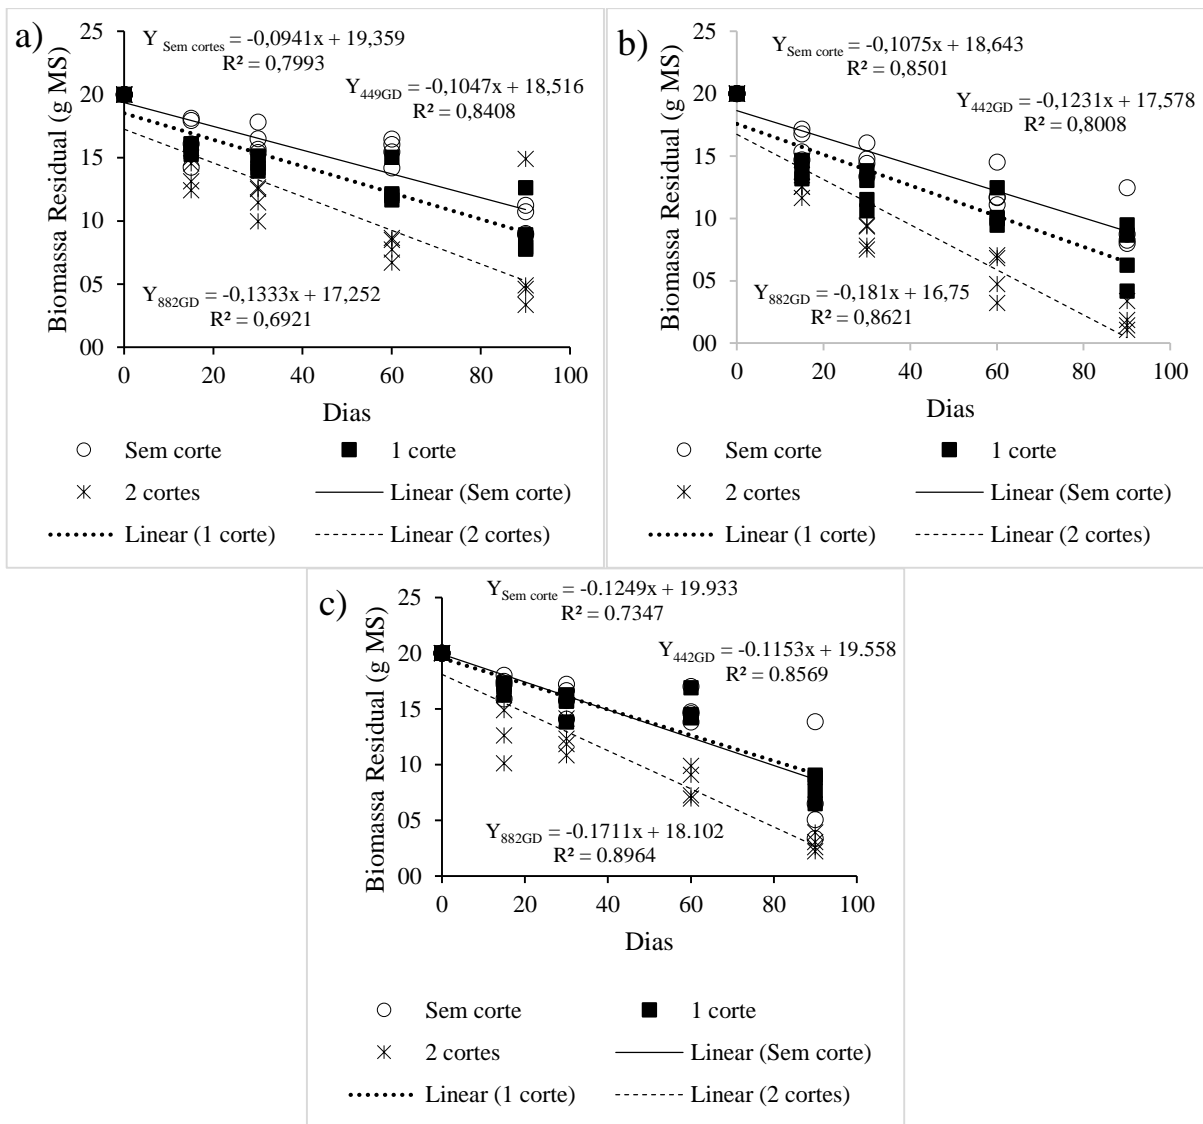 a)
Y Sem cortes = -0,0941x + 19,359
R² = 0,7993
Y449GD = -0,1047x + 18,516
R² = 0,8408
Y882GD = -0,1333x + 17,252
R² = 0,6921
Biomassa Residual (g MS)
25
20
15
10
05
00
0 20 40 60 80 100
Dias
Sem corte 1 corte
2 cortes Linear (Sem corte)
Linear (1 corte) Linear (2 cortes)
b)
YSem corte = -0,1075x + 18,643
R² = 0,8501
Y442GD = -0,1231x + 17,578
R² = 0,8008
Y882GD = -0,181x + 16,75
R² = 0,8621
Biomassa Residual (g MS)
25
20
15
10
05
00
0 20 40 60 80 100
Dias
Sem corte 1 corte
2 cortes Linear (Sem corte)
Linear (1 corte) Linear (2 cortes)
c)
YSem corte = -0.1249x + 19.933
R² = 0.7347
Y442GD = -0.1153x + 19.558
R² = 0.8569
Y882GD = -0.1711x + 18.102
R² = 0.8964
Biomassa Residual (g MS)
25
20
15
10
05
00
0 20 40 60 80 100
Dias
Sem corte 1 corte
2 cortes Linear (Sem corte)
Linear (1 corte) Linear (2 cortes)